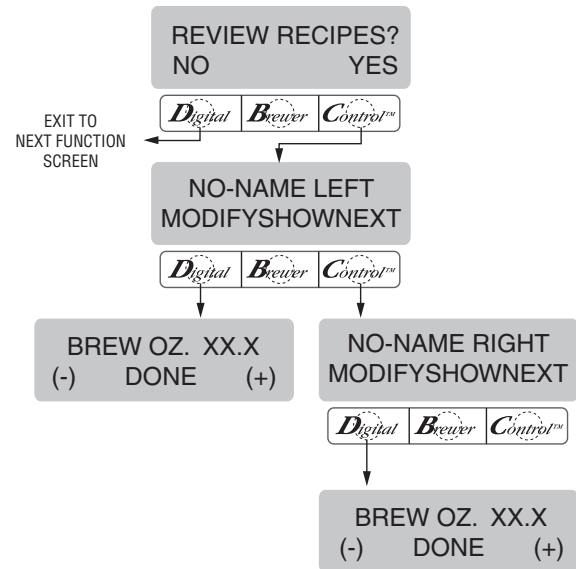 REVIEW RECIPES?
NO YES
Digital Brewer Control™
EXIT TO
NEXT FUNCTION
SCREEN
NO-NAME LEFT
MODIFYSHOWNEXT
Digital Brewer Control™
BREW OZ. XX.X
(-) DONE (+)
NO-NAME RIGHT
MODIFYSHOWNEXT
Digital Brewer Control™
BREW OZ. XX.X
(-) DONE (+)